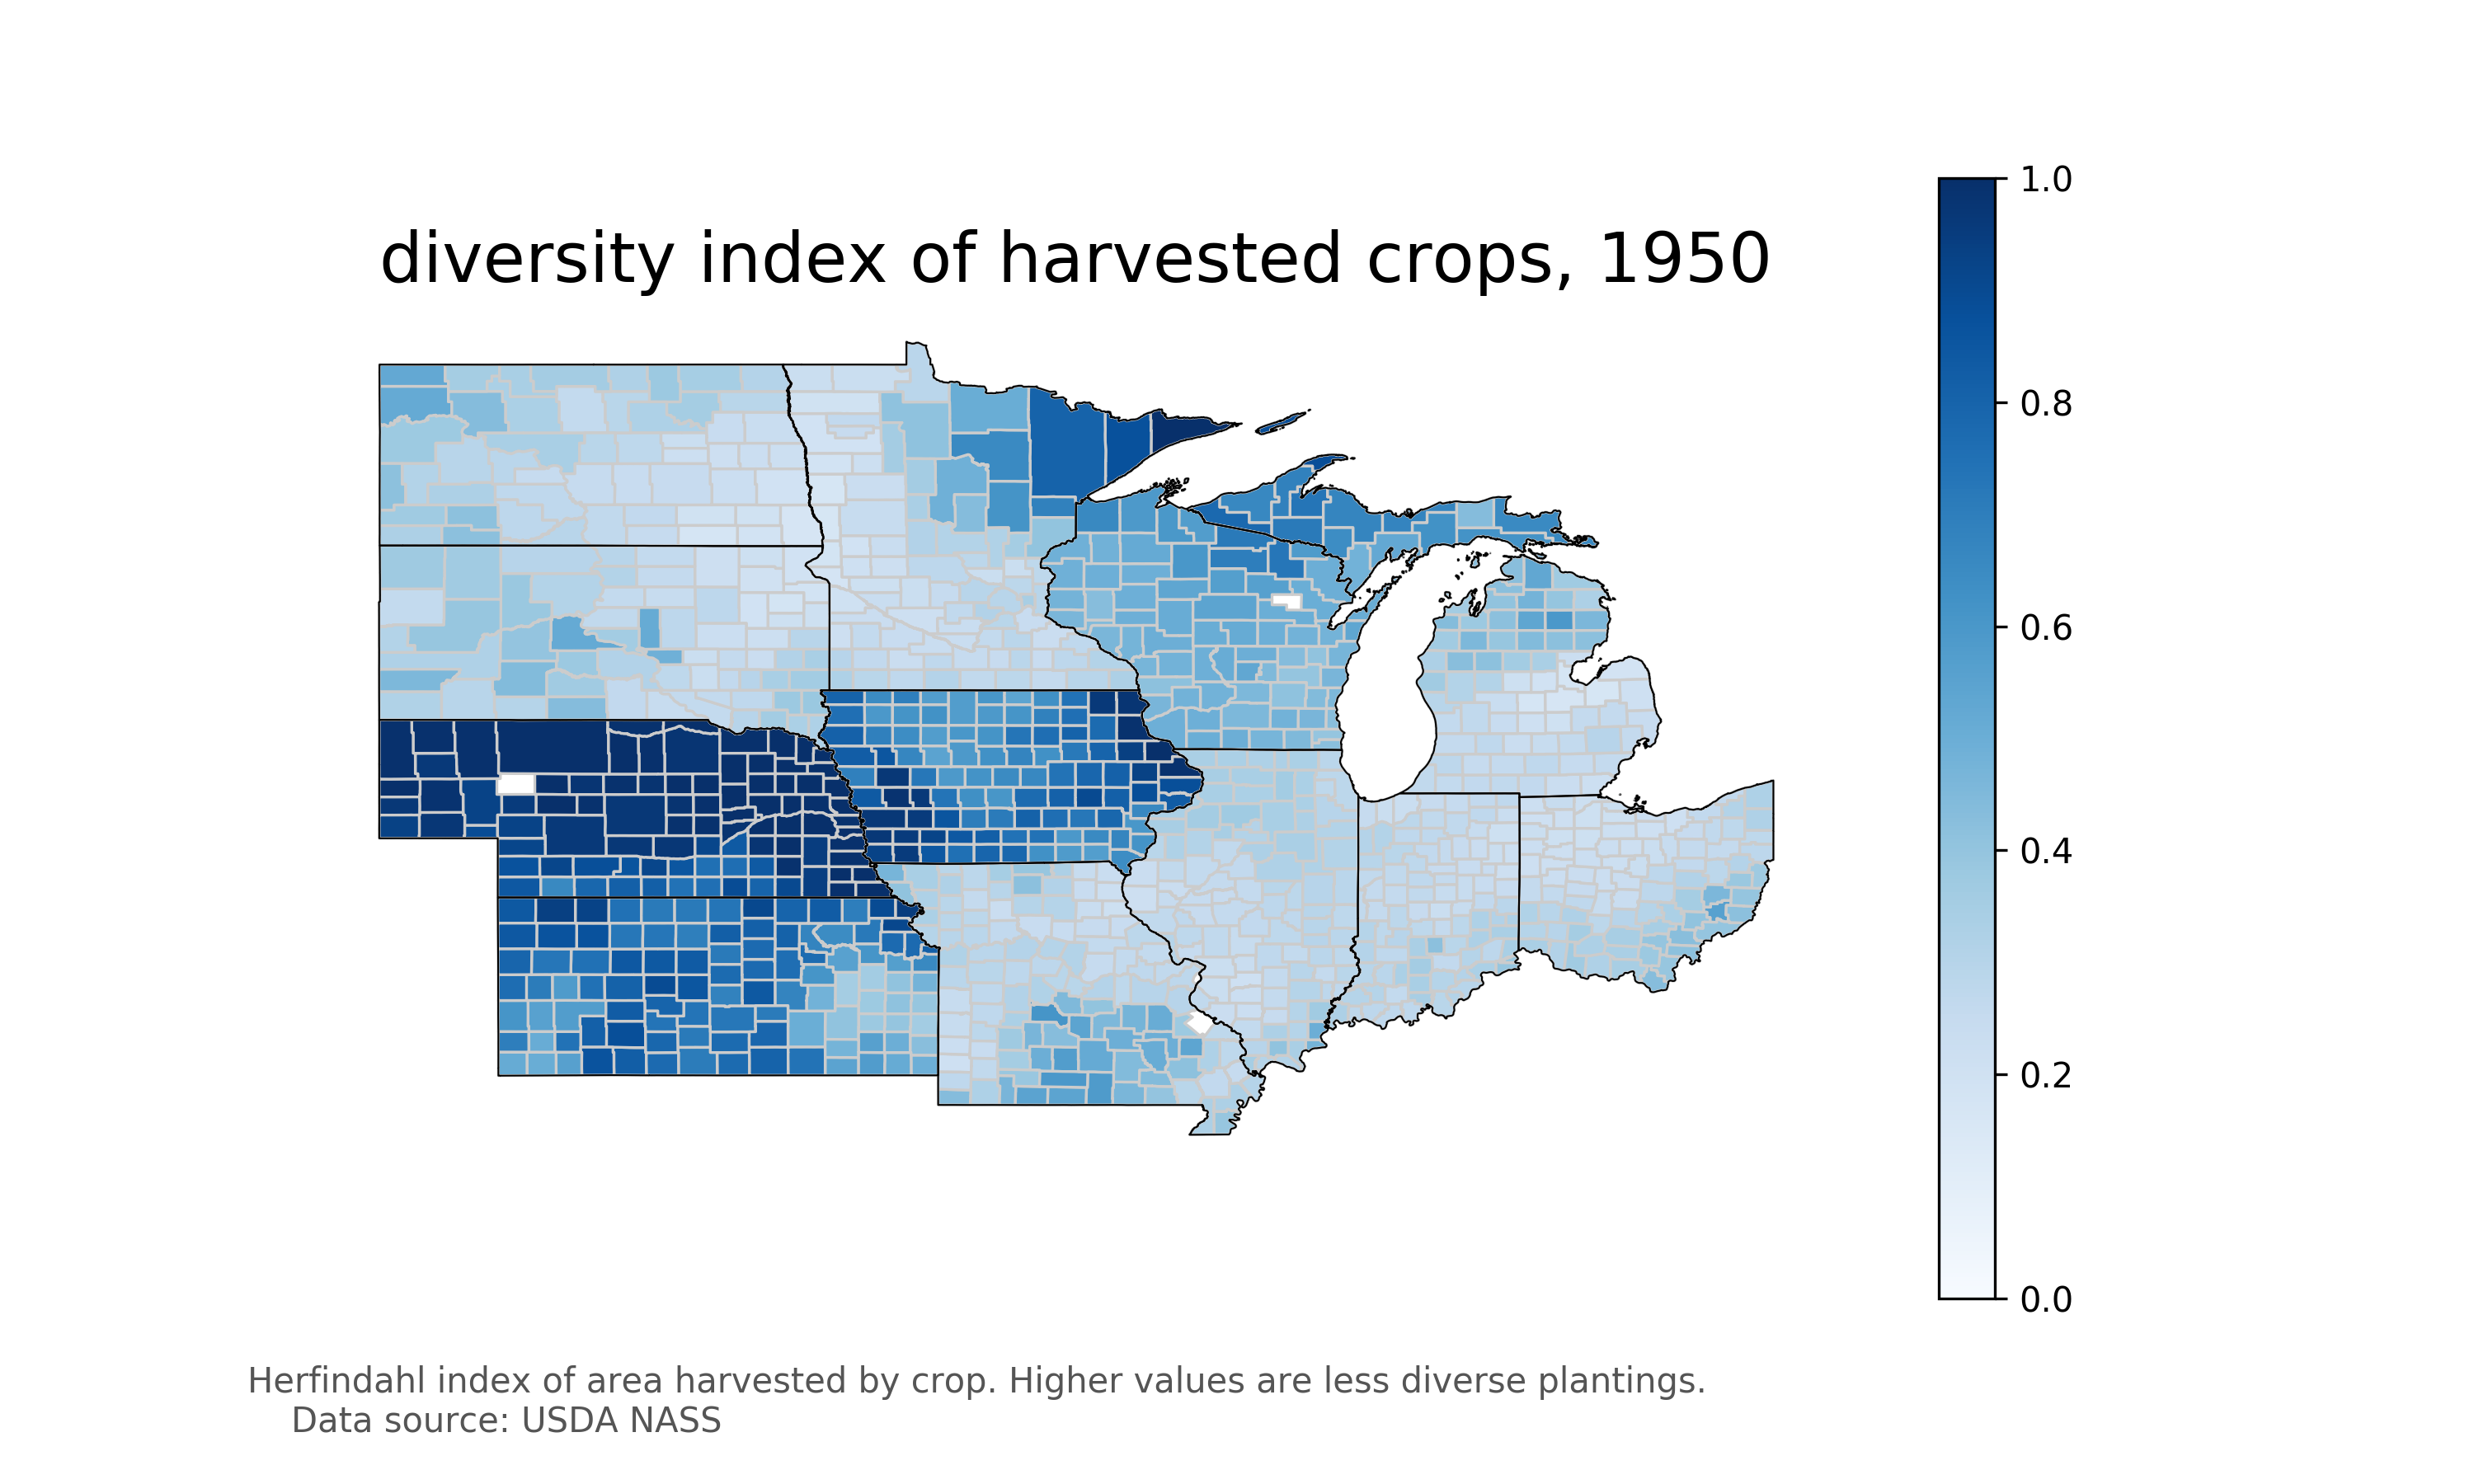 diversity index of harvested crops, 1950
1.0
0.8
0.6
0.4
0.2
0.0
Herfindahl index of area harvested by crop. Higher values are less diverse plantings.
Data source: USDA NASS